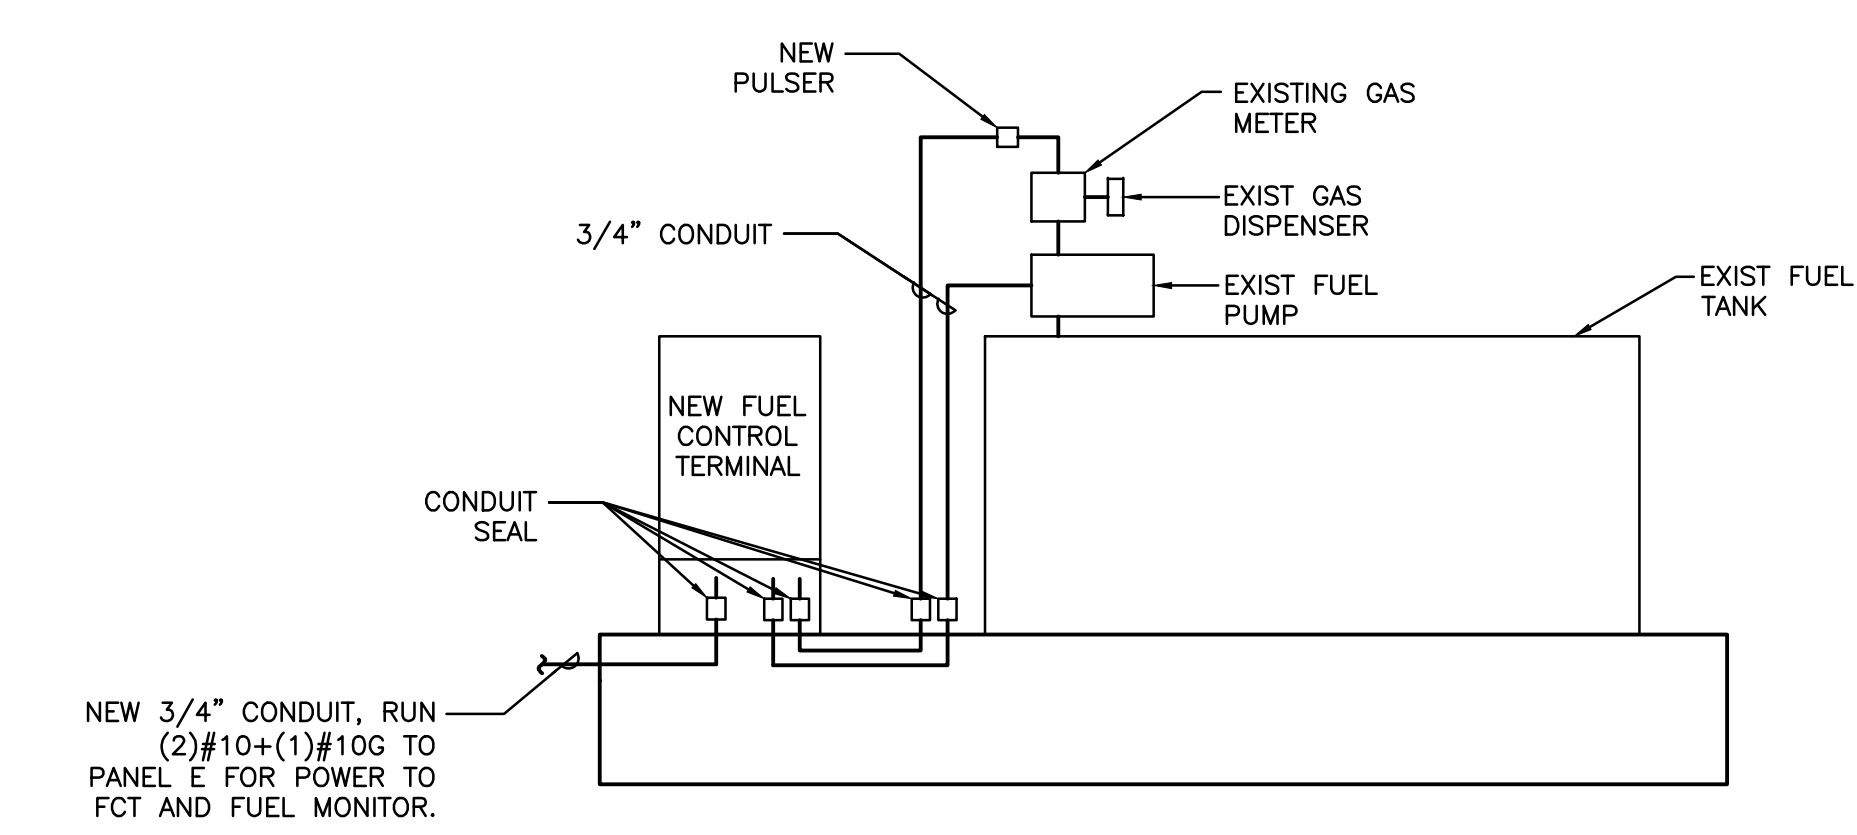 NEW
PULSER
EXISTING GAS
METER
EXIST GAS
DISPENSER
3/4” CONDUIT
EXIST FUEL
PUMP
EXIST FUEL
TANK
NEW FUEL
CONTROL
TERMINAL
CONDUIT
SEAL
NEW 3/4” CONDUIT, RUN
(2)#10+(1)#10G TO
PANEL E FOR POWER TO
FCT AND FUEL MONITOR.